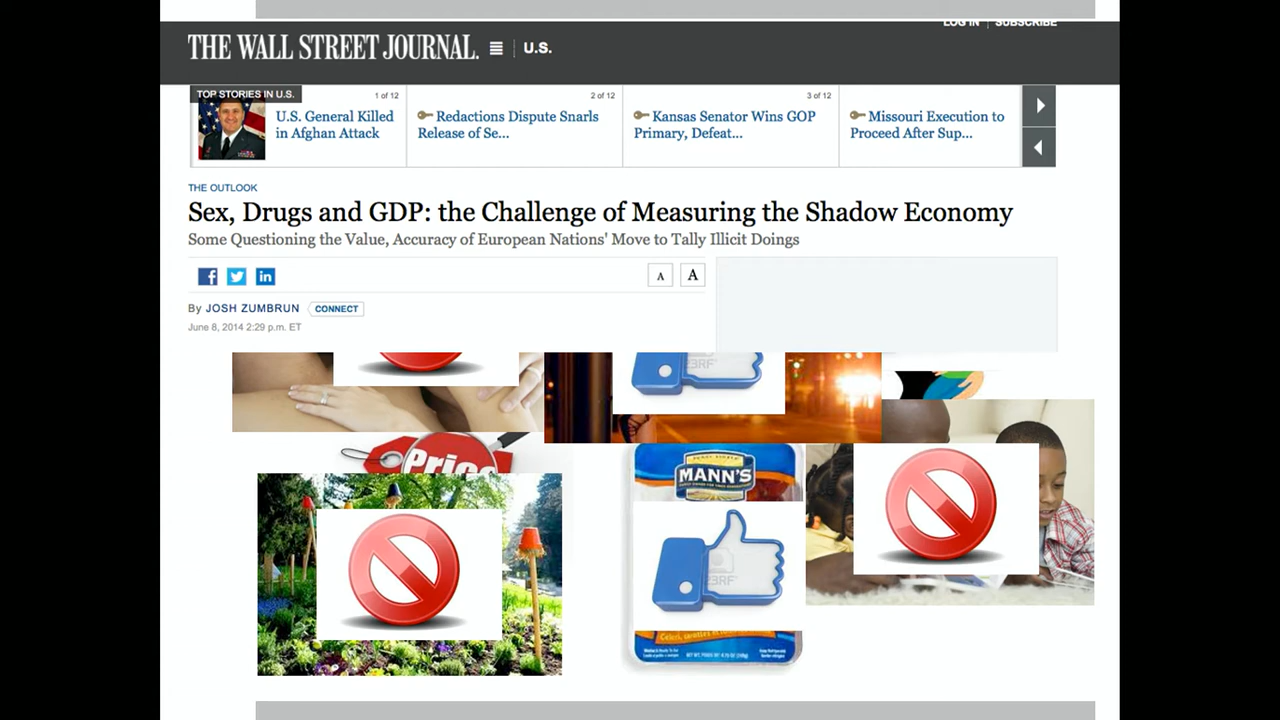 LOG IN | SUBSCRIBE
THE WALL STREET JOURNAL. U.S.
TOP STORIES IN U.S.
1 of 12
U.S. General Killed
in Afghan Attack
2 of 12
Redactions Dispute Snarls
Release of Se...
3 of 12
Kansas Senator Wins GOP
Primary, Defeat...
Missouri Execution to
Proceed After Sup...
THE OUTLOOK
Sex, Drugs and GDP: the Challenge of Measuring the Shadow Economy
Some Questioning the Value, Accuracy of European Nations' Move to Tally Illicit Doings
A A
By JOSH ZUMBRUN CONNECT
June 8, 2014 2:29 p.m. ET
Price
MANN'S